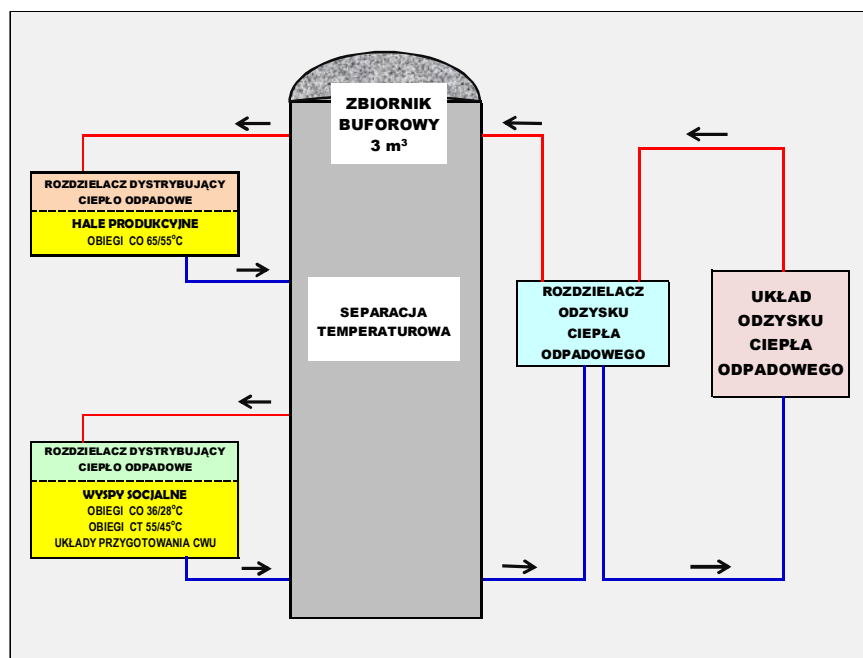 ZBIORNIK
BUFOROWY
3 m³
ROZDZIELACZ DYSTRYBUJĄCY
CIEPŁO ODPADOWE
HALE PRODUKCYJNE
OBIEGI CO 65/55°C
SEPARACJA
TEMPERATUROWA
ROZDZIELACZ
ODZYSKU
CIEPŁA
ODPADOWEGO
UKŁAD
ODZYSKU
CIEPŁA
ODPADOWEGO
ROZDZIELACZ DYSTRYBUJĄCY
CIEPŁO ODPADOWE
WYSPY SOCJALNE
OBIEGI CO 36/28°C
OBIEGI CT 55/45°C
UKŁADY PRZYGOTOWANIA CWU